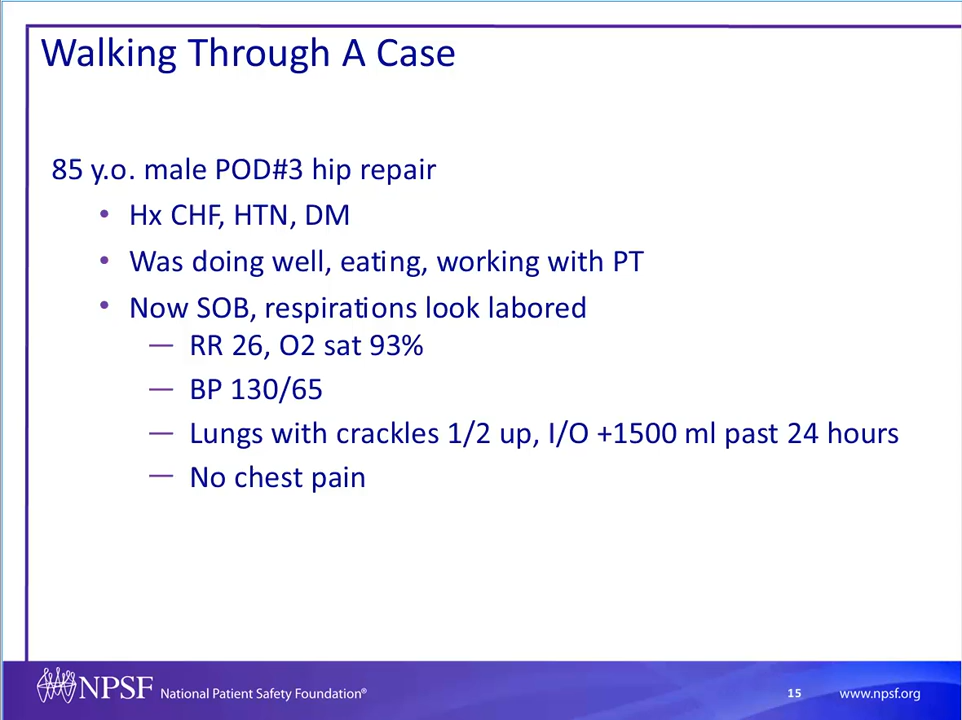 Walking Through A Case
85 y.o. male POD#3 hip repair
• Hx CHF, HTN, DM
• Was doing well, eating, working with PT
• Now SOB, respirations look labored
— RR 26, O2 sat 93%
— BP 130/65
— Lungs with crackles 1/2 up, I/O +1500 ml past 24 hours
— No chest pain
NPSF National Patient Safety Foundation® 15 www.npsf.org